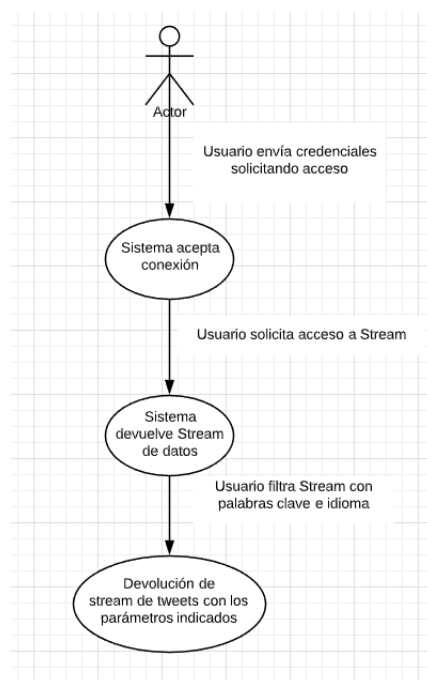 Actor
Usuario envía credenciales
solicitando acceso
Sistema acepta
conexión
Usuario solicita acceso a Stream
Sistema
devuelve Stream
de datos
Usuario filtra Stream con
palabras clave e idioma
Devolución de
stream de tweets con los
parámetros indicados